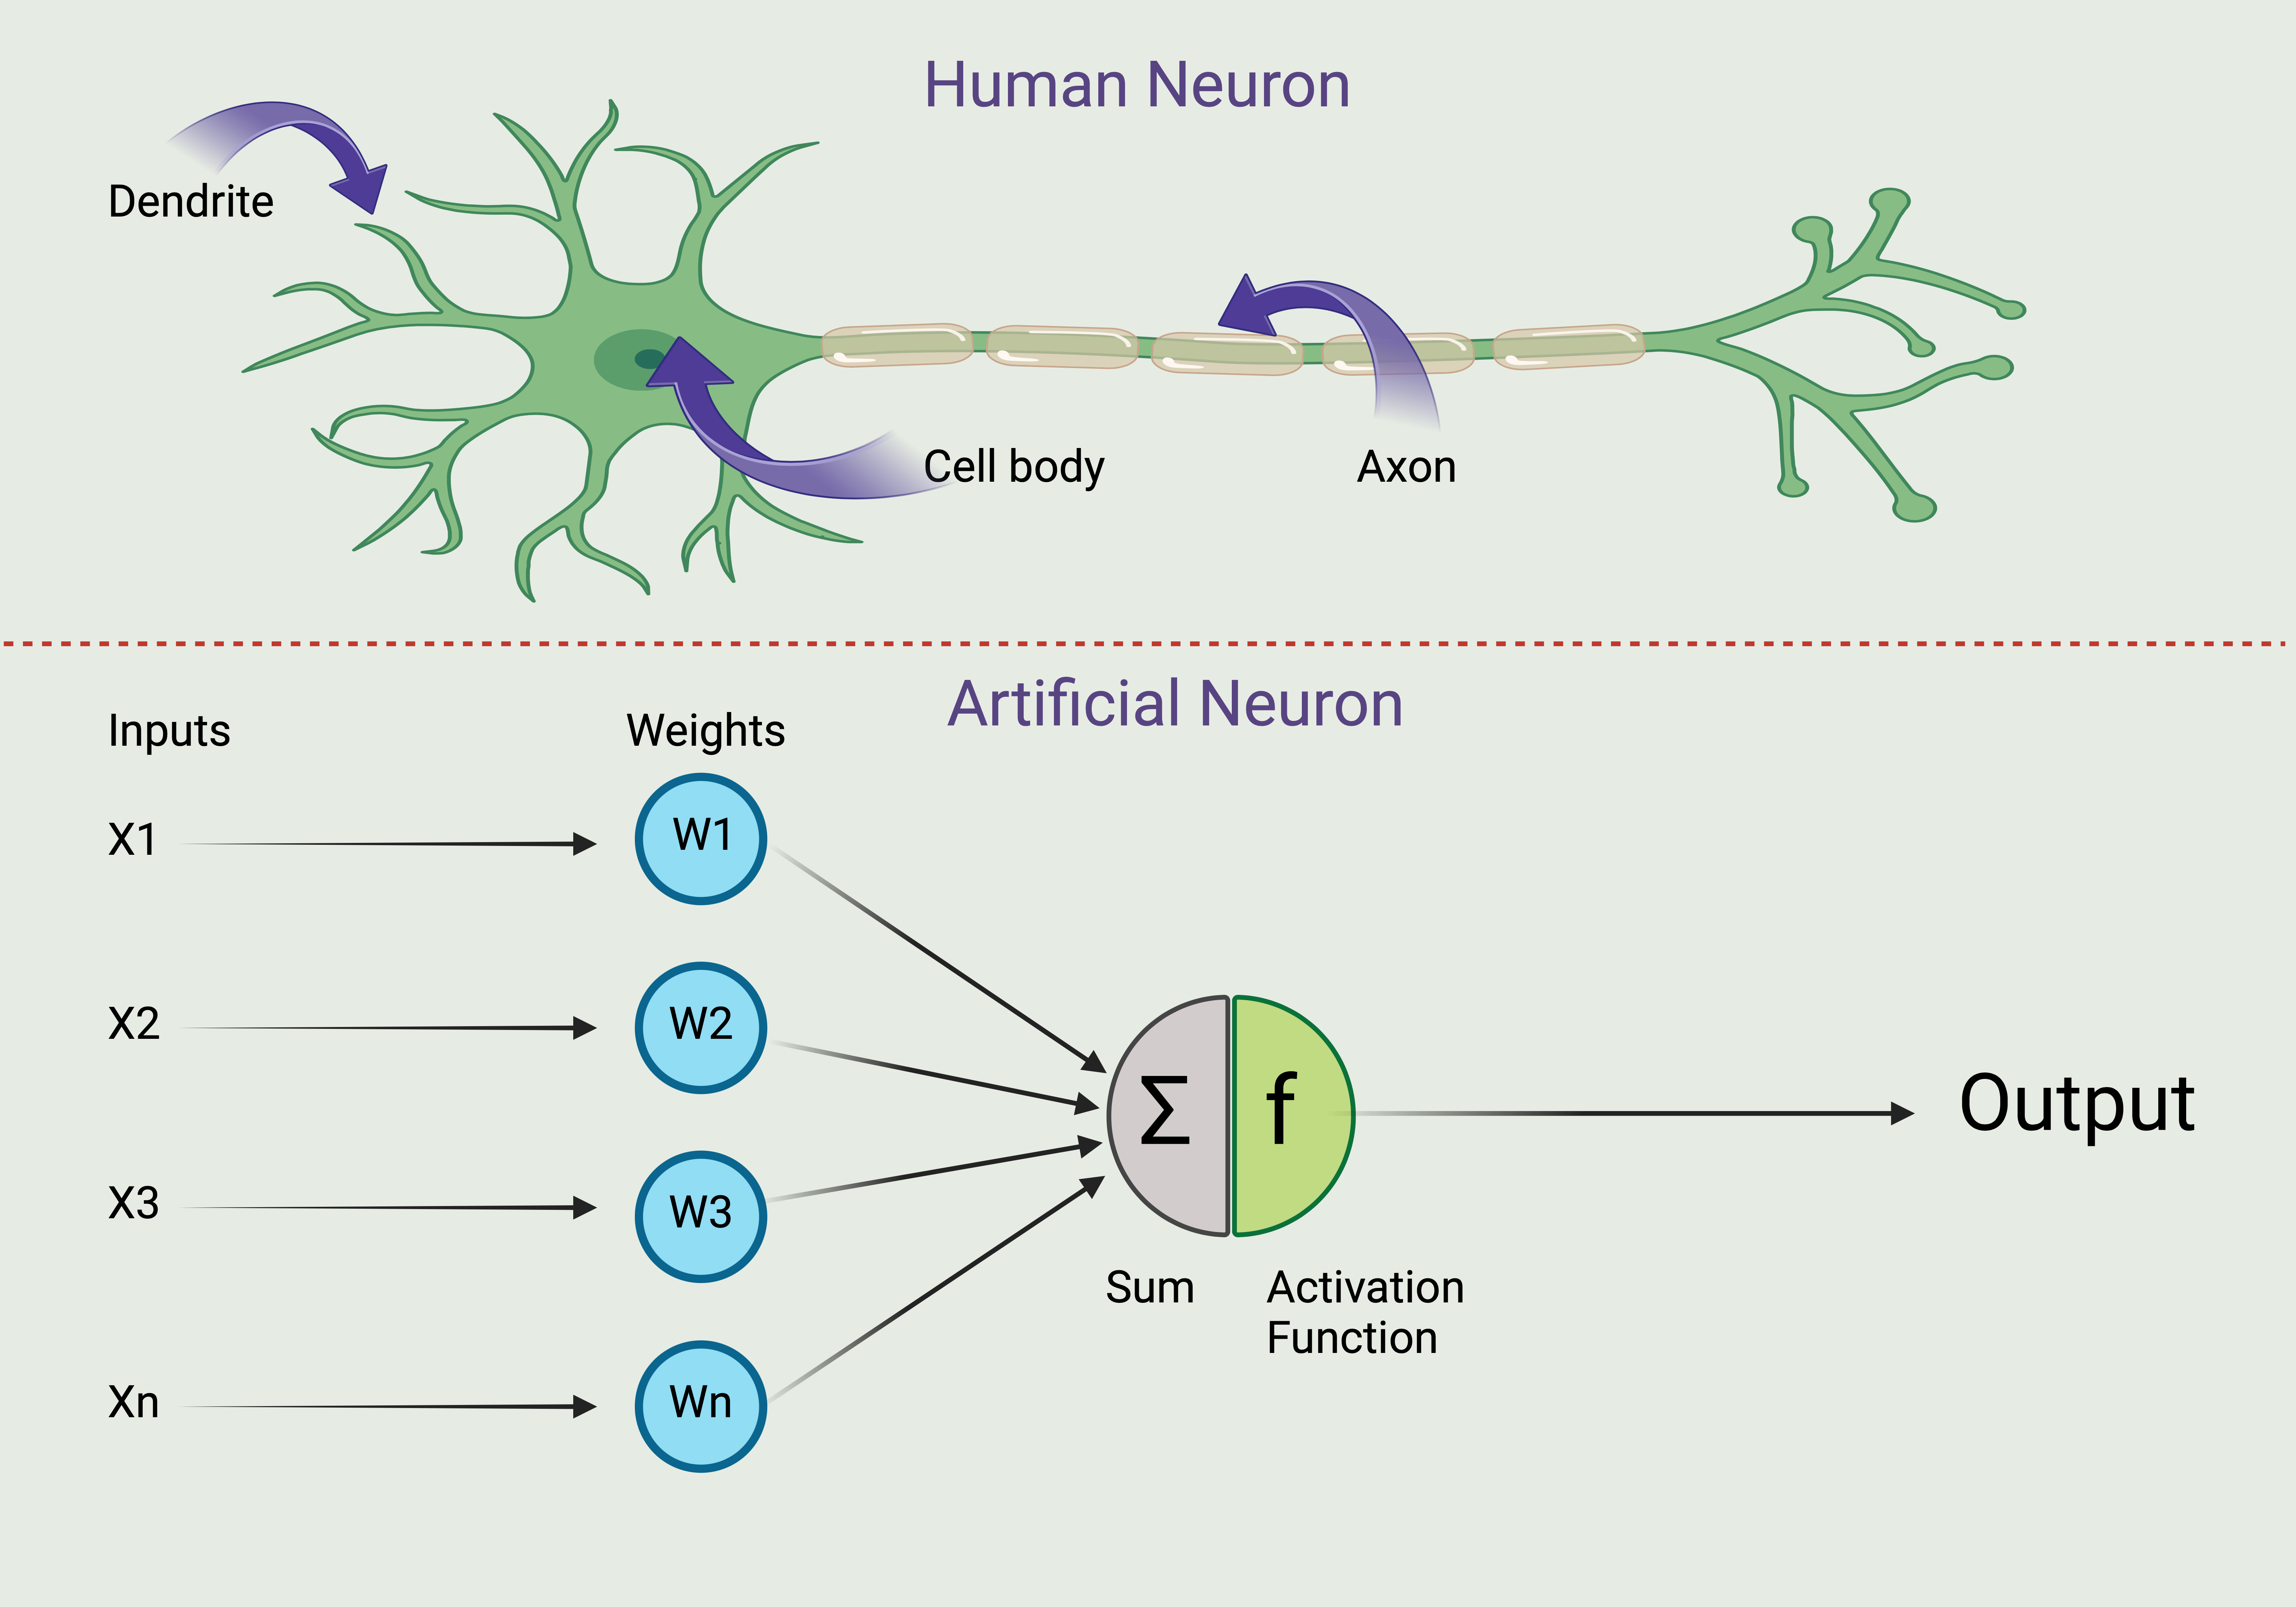 Human Neuron
Dendrite
Cell body
Axon
Artificial Neuron
Inputs
Weights
X1
W1
X2
W2
X3
W3
Xn
Wn
Σ
f
Output
Sum
Activation
Function